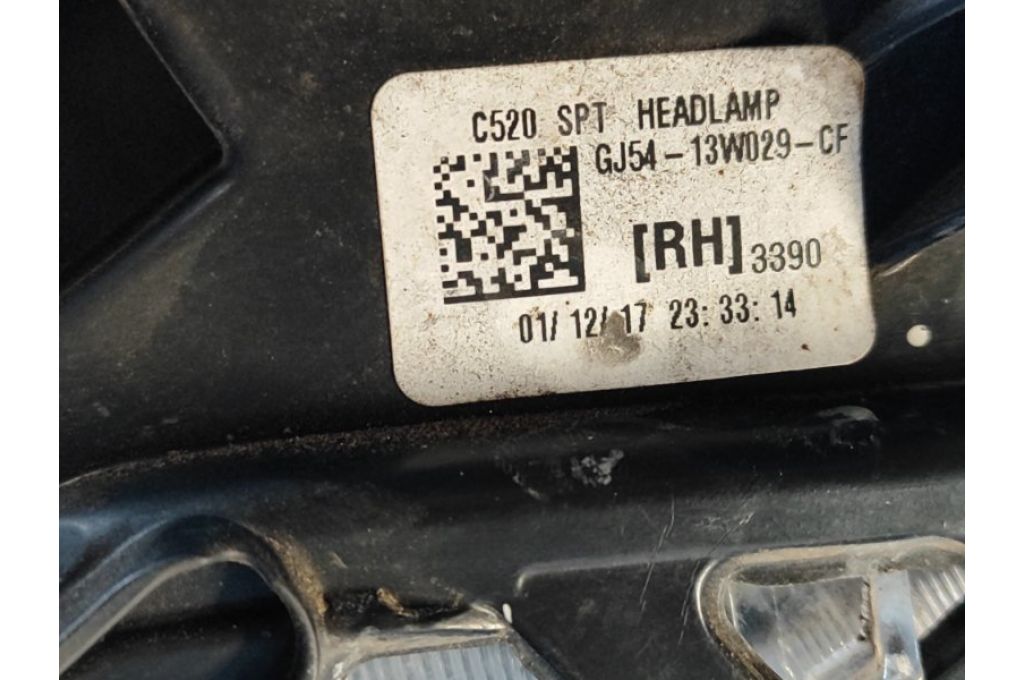 C520 SPT HEADLAMP
GJ54-13W029-CF
[RH] 3390
01/12/17 23:33:14